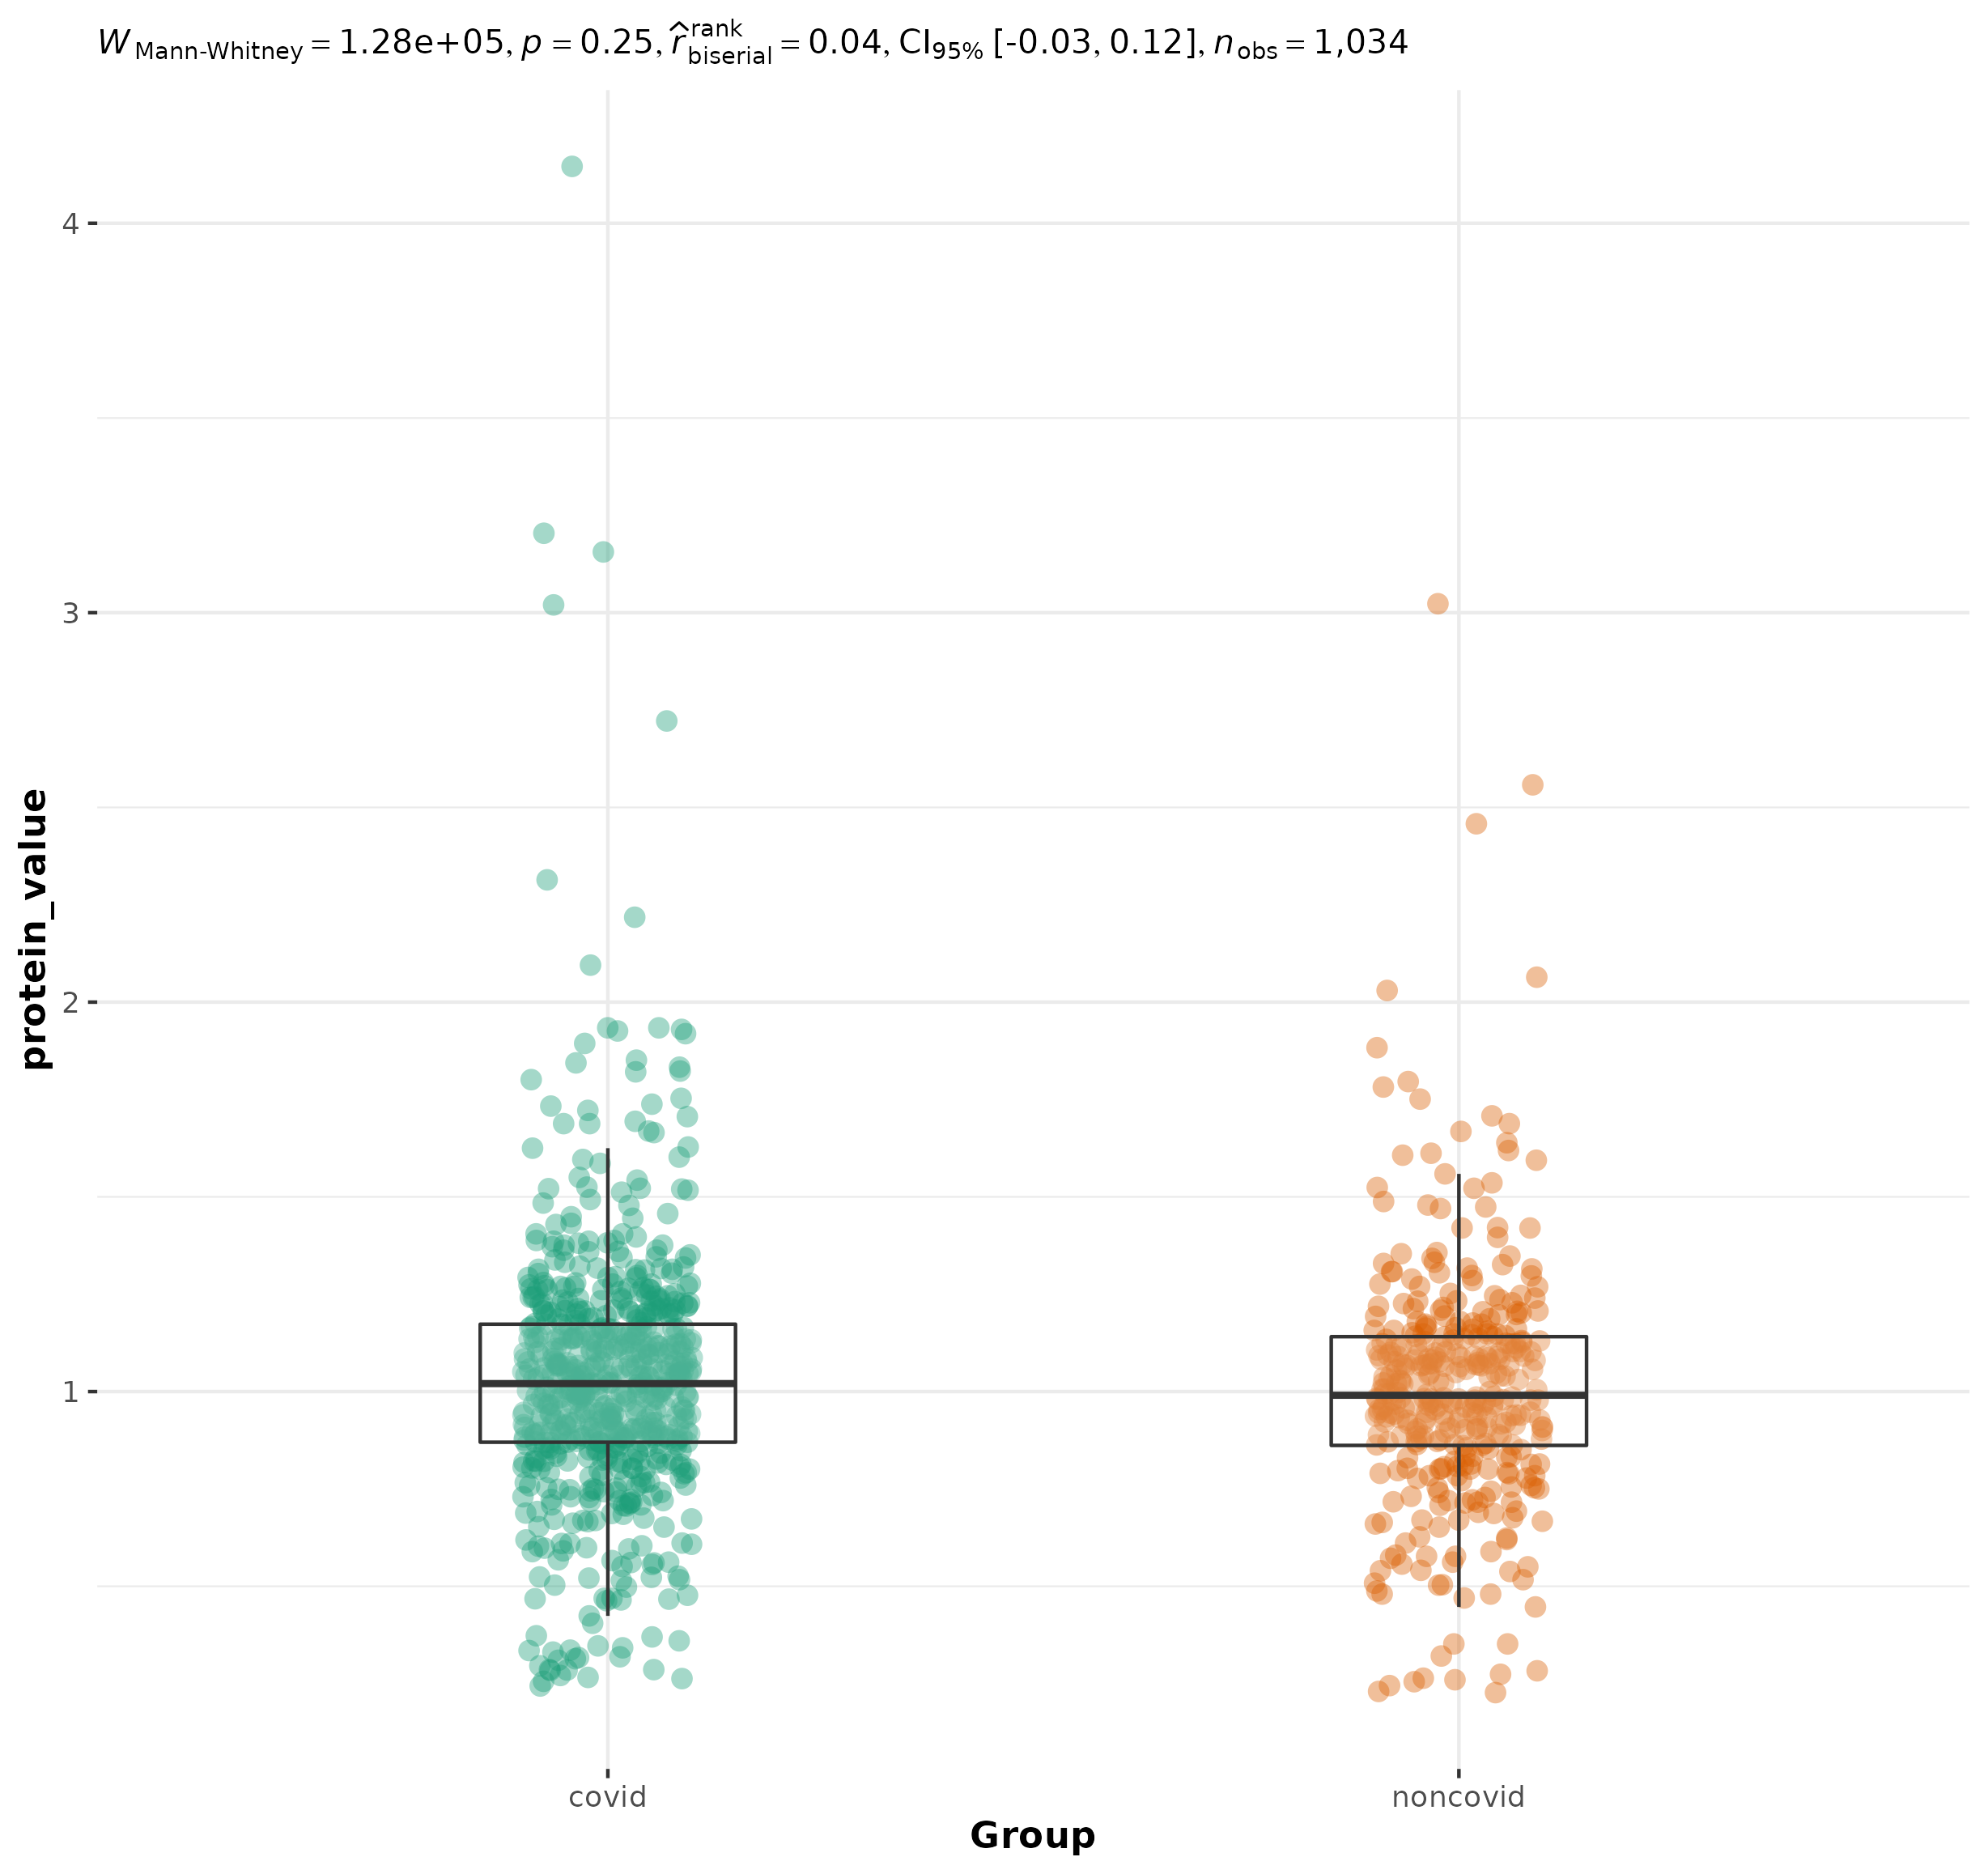 W Mann-Whitney = 1.28e+05, p = 0.25, r̂ rank biserial = 0.04, CI95% [-0.03, 0.12], n obs = 1,034
4
3
2
1
protein_value
covid
noncovid
Group